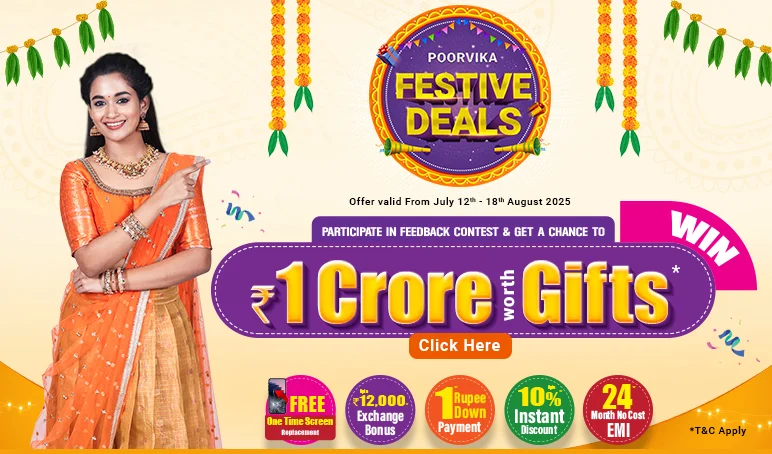 POORVIKA
FESTIVE
DEALS
Offer valid From July 12th - 18th August 2025
PARTICIPATE IN FEEDBACK CONTEST & GET A CHANCE TO
WIN
₹1 Crore worth Gifts*
Click Here
FREE
One Time Screen
Replacement
Upto
₹12,000
Exchange
Bonus
1 Rupee
Down
Payment
Upto
10%
Instant
Discount
24
Month No Cost
EMI
*T&C Apply